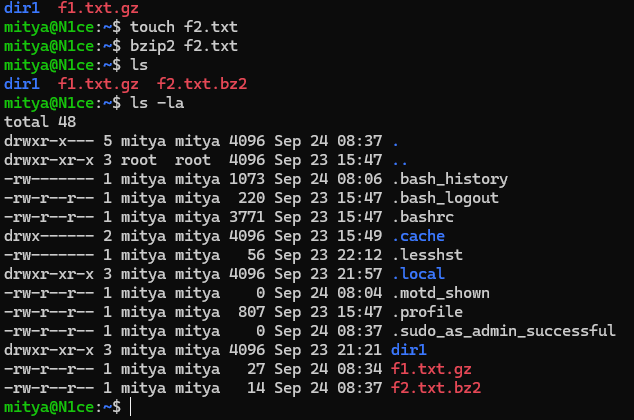 dir1  f1.txt.gz
mitya@N1ce:~$ touch f2.txt
mitya@N1ce:~$ bzip2 f2.txt
mitya@N1ce:~$ ls
dir1  f1.txt.gz  f2.txt.bz2
mitya@N1ce:~$ ls -la
total 48
drwxr-x--- 5 mitya mitya 4096 Sep 24 08:37 .
drwxr-xr-x 3 root  root  4096 Sep 23 15:47 ..
-rw------- 1 mitya mitya 1073 Sep 24 08:06 .bash_history
-rw-r--r-- 1 mitya mitya  220 Sep 23 15:47 .bash_logout
-rw-r--r-- 1 mitya mitya 3771 Sep 23 15:47 .bashrc
drwx------ 2 mitya mitya 4096 Sep 23 15:49 .cache
-rw------- 1 mitya mitya   56 Sep 23 22:12 .lesshst
drwxr-xr-x 3 mitya mitya 4096 Sep 23 21:57 .local
-rw-r--r-- 1 mitya mitya    0 Sep 24 08:04 .motd_shown
-rw-r--r-- 1 mitya mitya  807 Sep 23 15:47 .profile
-rw-r--r-- 1 mitya mitya    0 Sep 24 08:37 .sudo_as_admin_successful
drwxr-xr-x 3 mitya mitya 4096 Sep 23 21:21 dir1
-rw-r--r-- 1 mitya mitya   27 Sep 24 08:34 f1.txt.gz
-rw-r--r-- 1 mitya mitya   14 Sep 24 08:37 f2.txt.bz2
mitya@N1ce:~$